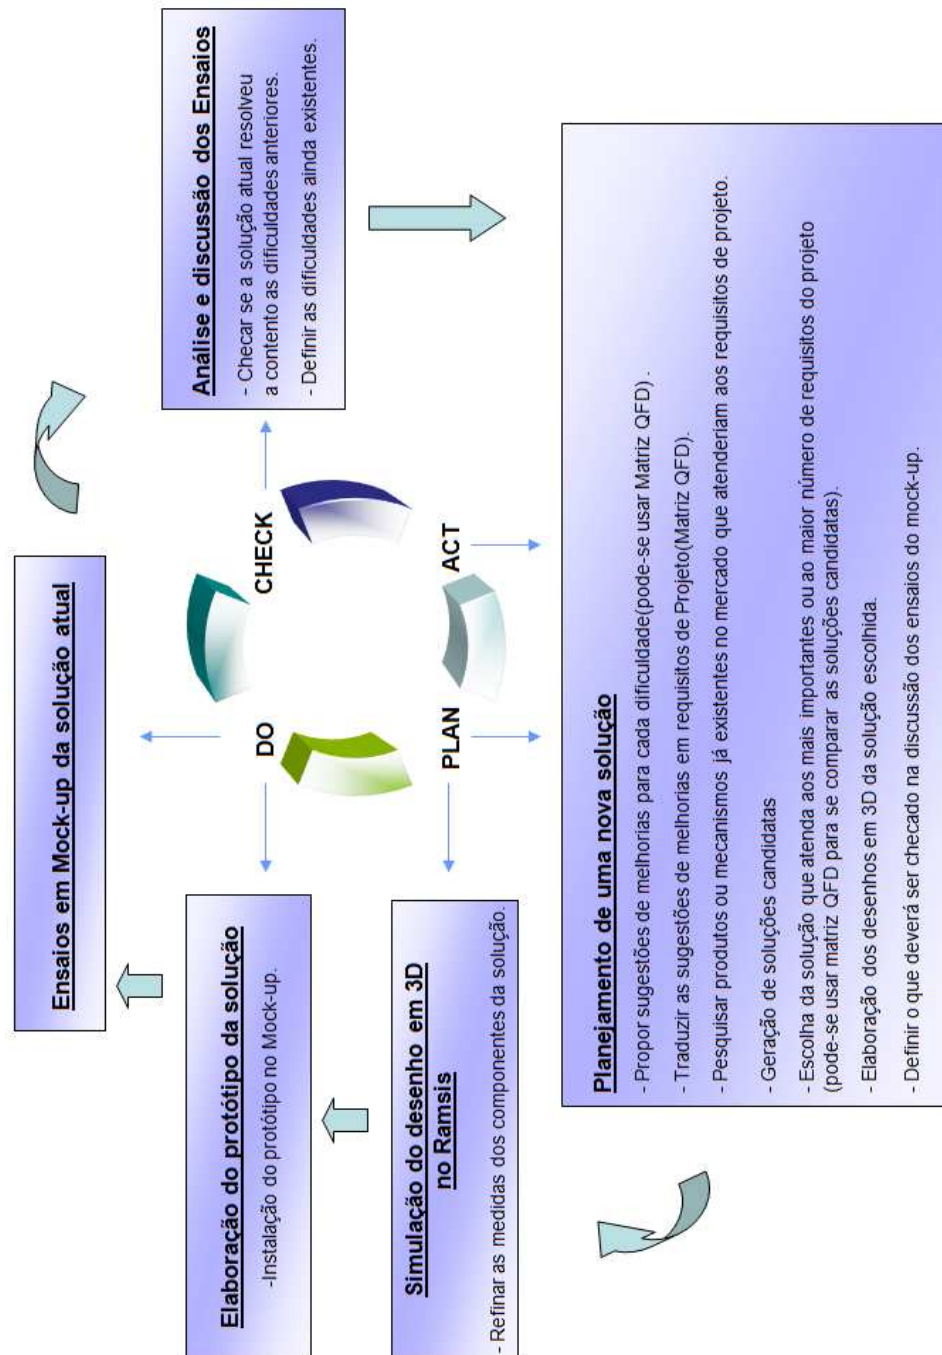 Ensaios em Mock-up da solução atual
Elaboração do protótipo da solução
-Instalação do protótipo no Mock-up.
Simulação do desenho em 3D
no Ramsis
- Refinar as medidas dos componentes da solução.
DO
CHECK
PLAN
ACT
Análise e discussão dos Ensaios
- Checar se a solução atual resolveu
a contento as dificuldades anteriores.
- Definir as dificuldades ainda existentes.
Planejamento de uma nova solução
- Propor sugestões de melhorias para cada dificuldade(pode-se usar Matriz QFD) .
- Traduzir as sugestões de melhorias em requisitos de Projeto(Matriz QFD).
- Pesquisar produtos ou mecanismos já existentes no mercado que atenderiam aos requisitos de projeto.
- Geração de soluções candidatas
- Escolha da solução que atenda aos mais importantes ou ao maior número de requisitos do projeto
(pode-se usar matriz QFD para se comparar as soluções candidatas).
- Elaboração dos desenhos em 3D da solução escolhida.
- Definir o que deverá ser checado na discussão dos ensaios do mock-up.